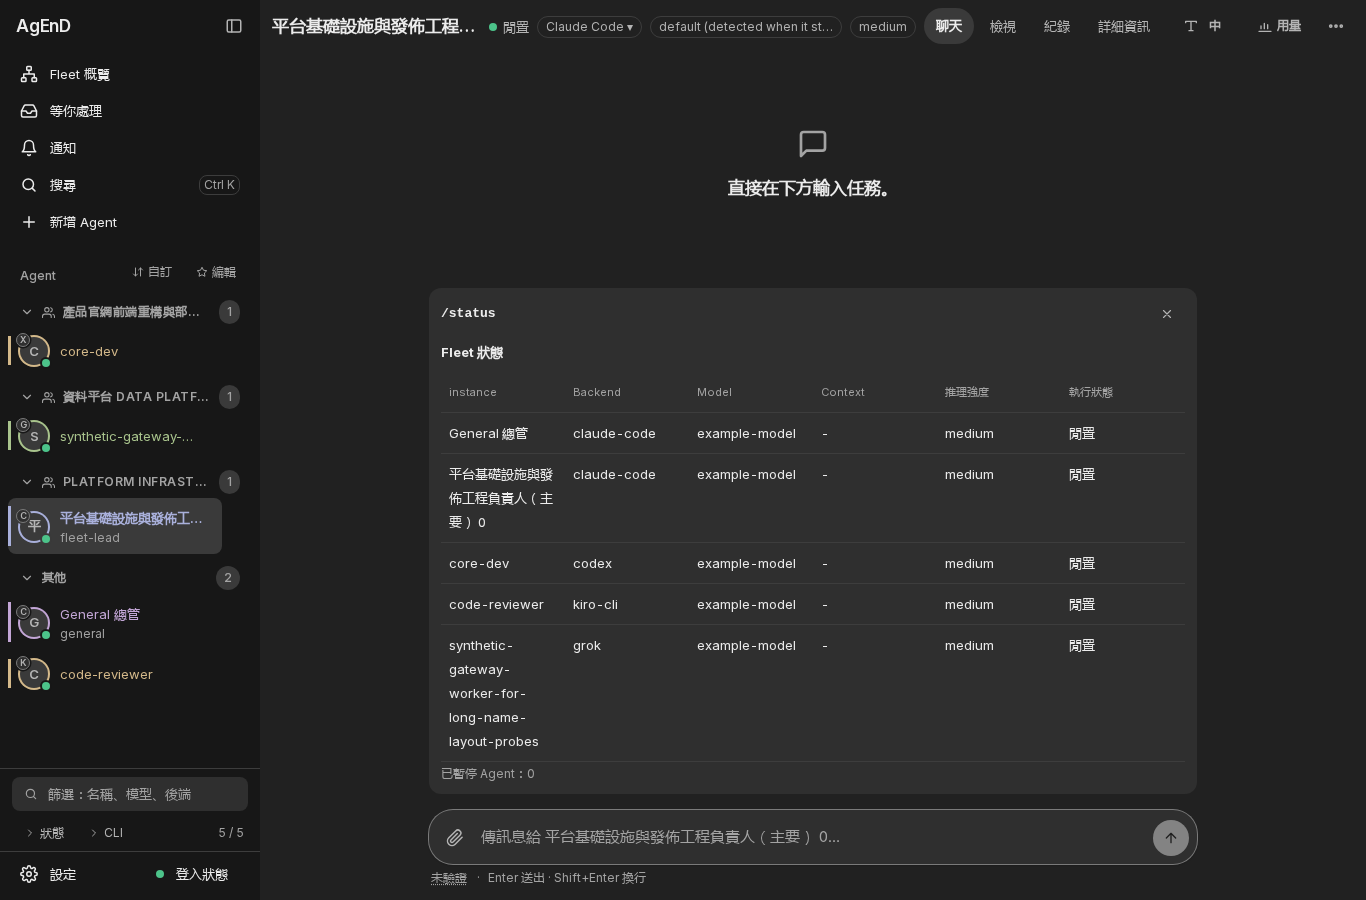 AgEnD
Fleet 概覽
等你處理
通知
搜尋 Ctrl K
新增 Agent
Agent 自訂 編輯
產品官網前端重構與部… 1
X
C
core-dev
資料平台 DATA PLATF… 1
G
S
synthetic-gateway-…
PLATFORM INFRAST… 1
C
平
平台基礎設施與發佈工…
fleet-lead
其他 2
C
G
General 總管
general
K
C
code-reviewer
篩選：名稱、模型、後端
狀態 CLI 5 / 5
設定 登入狀態
平台基礎設施與發佈工程… 閒置 Claude Code ▾ default (detected when it st… medium 聊天 檢視 紀錄 詳細資訊 中 用量
直接在下方輸入任務。
/status
Fleet 狀態
instance Backend Model Context 推理強度 執行狀態
General 總管 claude-code example-model - medium 閒置
平台基礎設施與發 claude-code example-model - medium 閒置
佈工程負責人（主
要） 0
core-dev codex example-model - medium 閒置
code-reviewer kiro-cli example-model - medium 閒置
synthetic- grok example-model - medium 閒置
gateway-
worker-for-
long-name-
layout-probes
已暫停 Agent：0
傳訊息給 平台基礎設施與發佈工程負責人（主要） 0…
未驗證 · Enter 送出 · Shift+Enter 換行